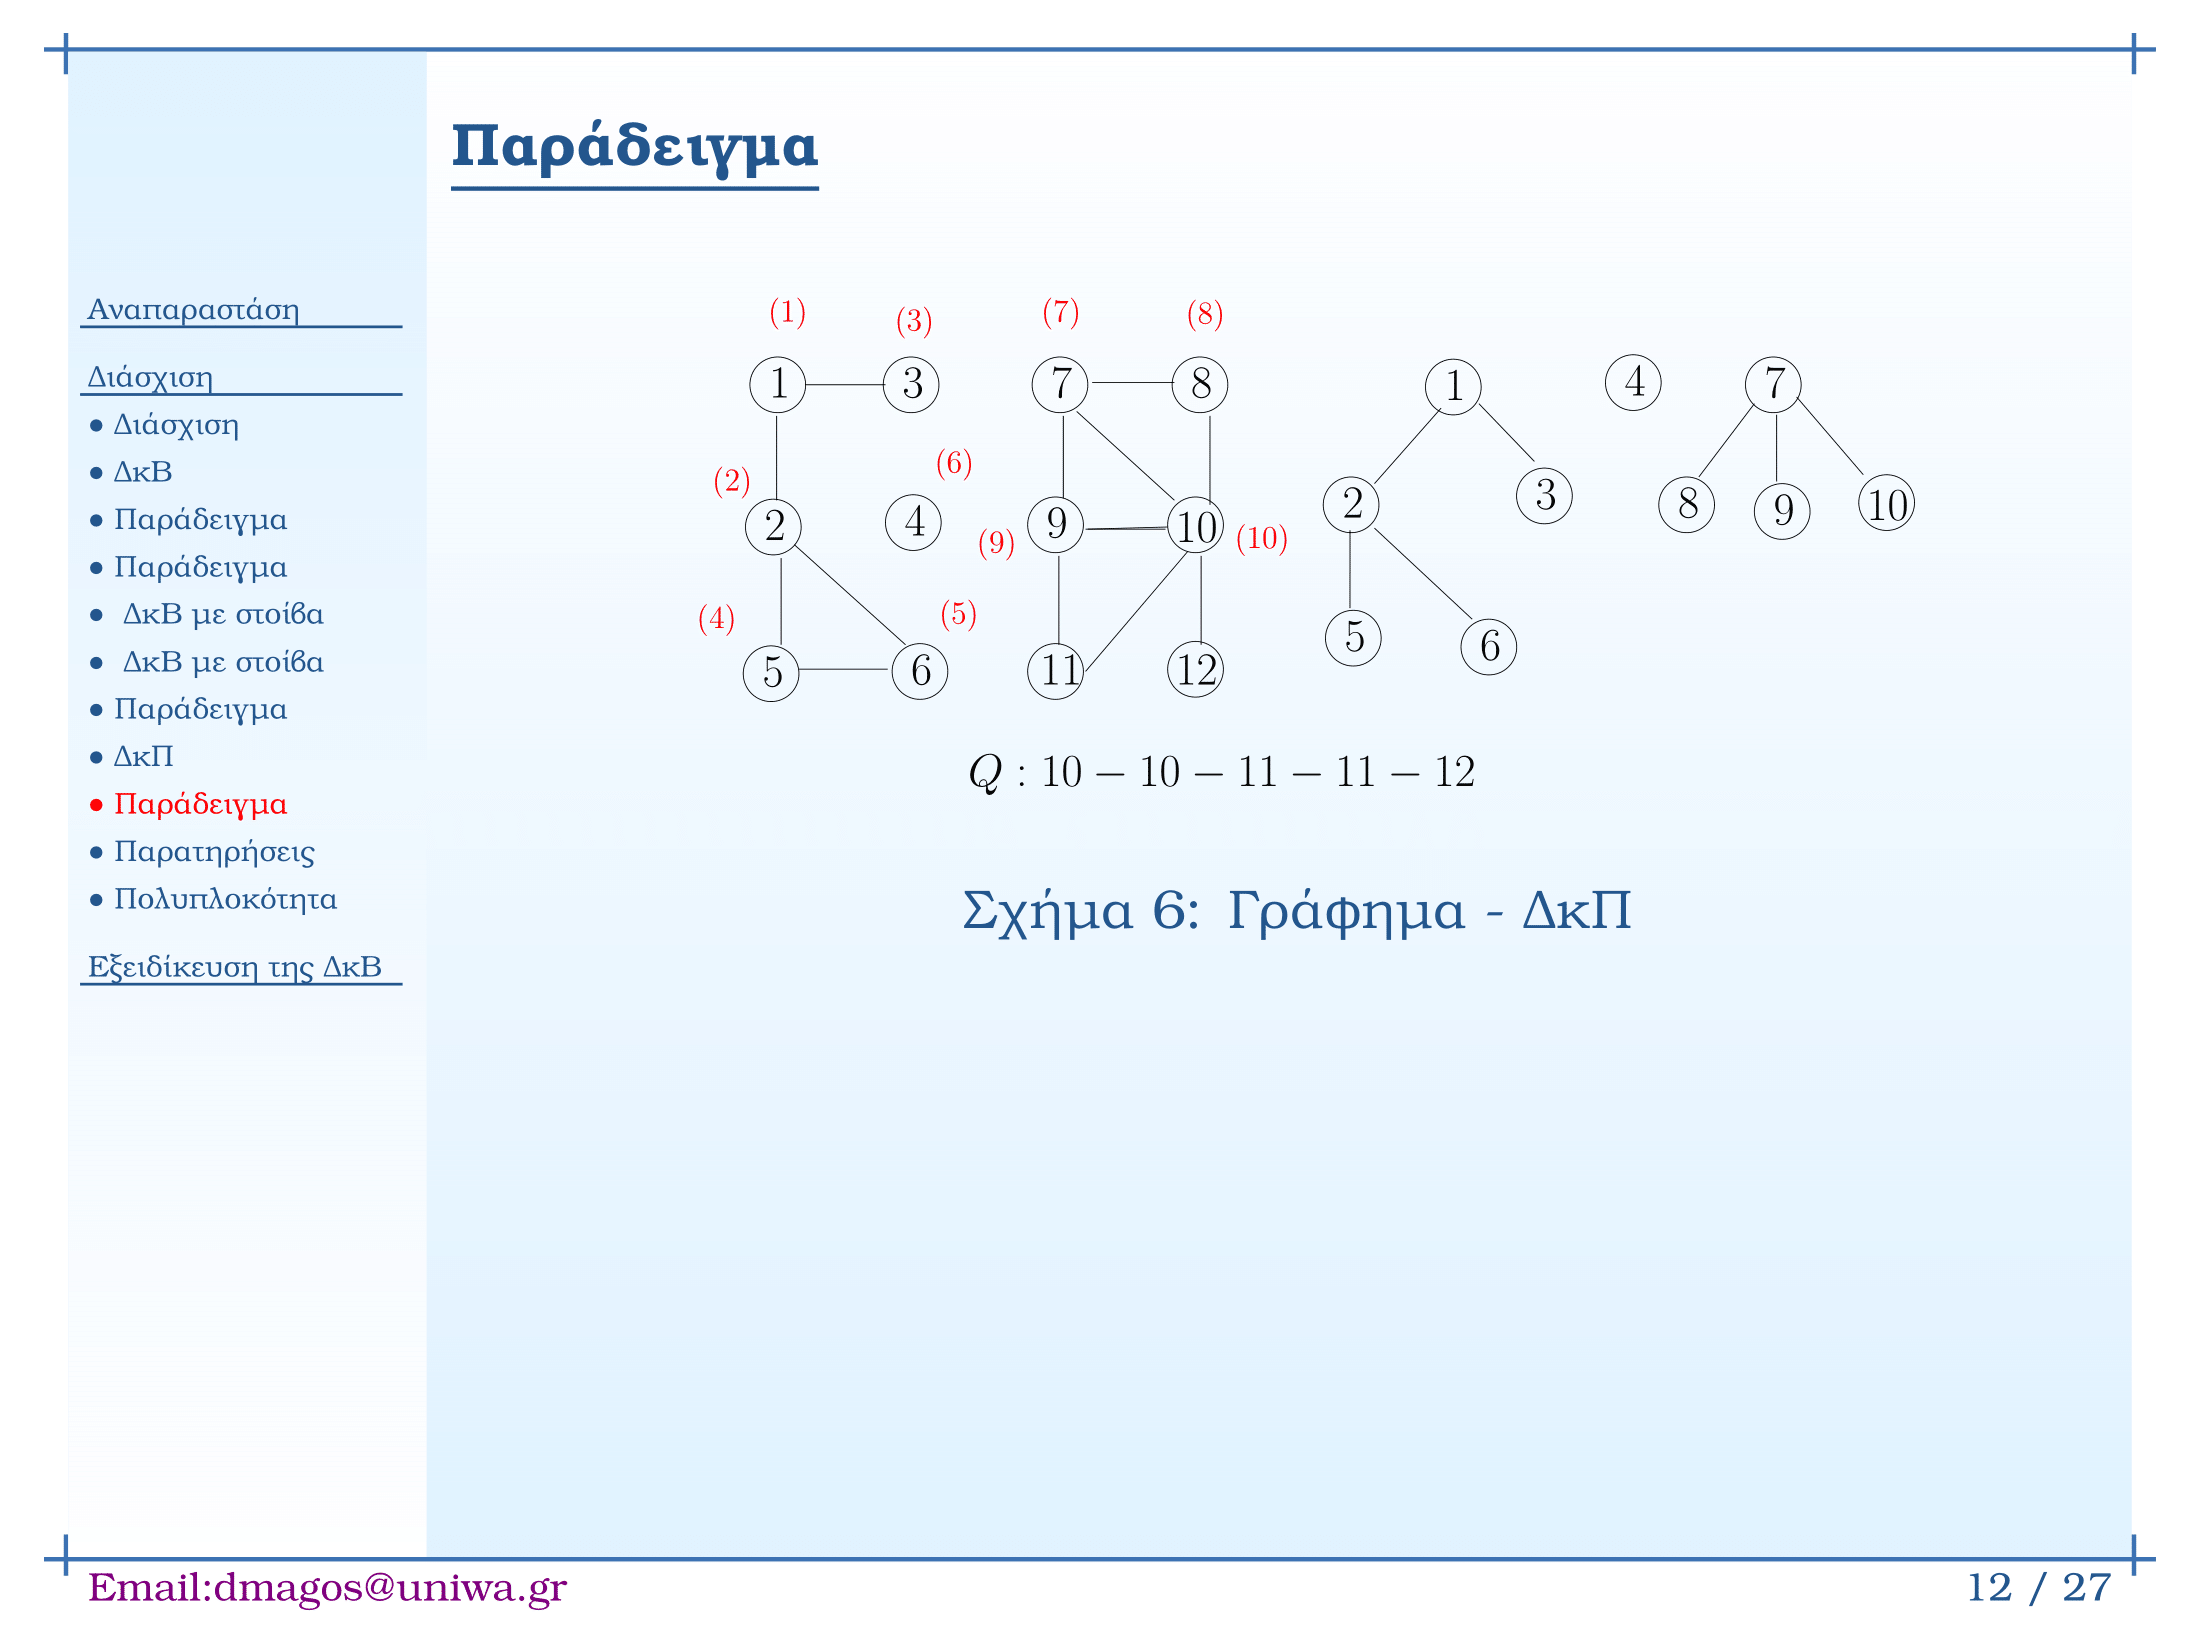 Παράδειγμα
Αναπαραστάση
Διάσχιση
• Διάσχιση
• ΔκΒ
• Παράδειγμα
• Παράδειγμα
• ΔκΒ με στοίβα
• ΔκΒ με στοίβα
• Παράδειγμα
• ΔκΠ
• Παράδειγμα
• Παρατηρήσεις
• Πολυπλοκότητα
Εξειδίκευση της ΔκΒ
(1) (3) (7) (8)
1 3 7 8 1 4 7
(2) (6)
2 4 9 10 2 3 8 9 10
(9) (10)
(4) (5)
5 6 11 12 5 6
Q : 10 − 10 − 11 − 11 − 12
Σχήμα 6: Γράφημα - ΔκΠ
Email:dmagos@uniwa.gr
12 / 27